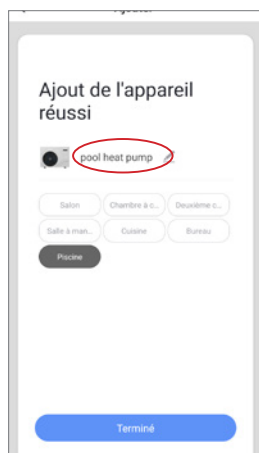 Ajout de l'appareil
réussi
pool heat pump
Salon
Chambre à c...
Deuxième c...
Salle à man...
Cuisine
Bureau
Piscine
Terminé